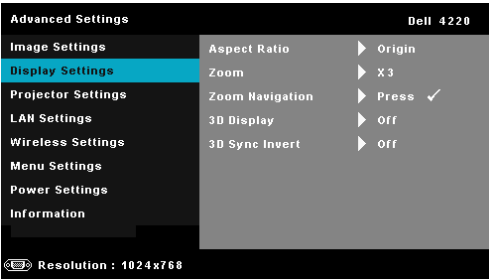 Advanced Settings Dell 4220
Image Settings Aspect Ratio Origin
Display Settings Zoom X3
Projector Settings Zoom Navigation Press ✓
LAN Settings 3D Display Off
Wireless Settings 3D Sync Invert Off
Menu Settings
Power Settings
Information
Resolution : 1024x768